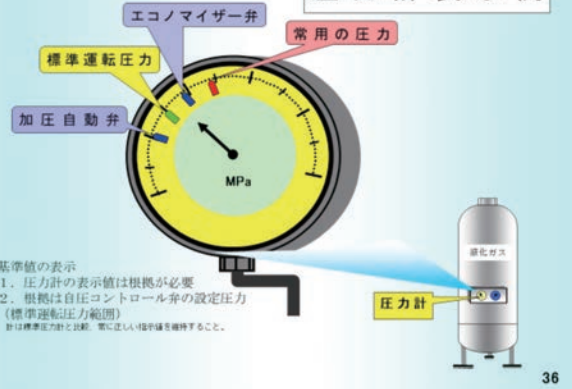 エコノマイザー弁
常用の圧力
標準運転圧力
加圧自動弁
MPa
液化ガス
基準値の表示
1．圧力計の表示値は根拠が必要
2．根拠は自圧コントロール弁の設定圧力
（標準運転圧力範囲）
計は標準圧力計と比較、常に正しい指示値を維持すること。
圧力計
36